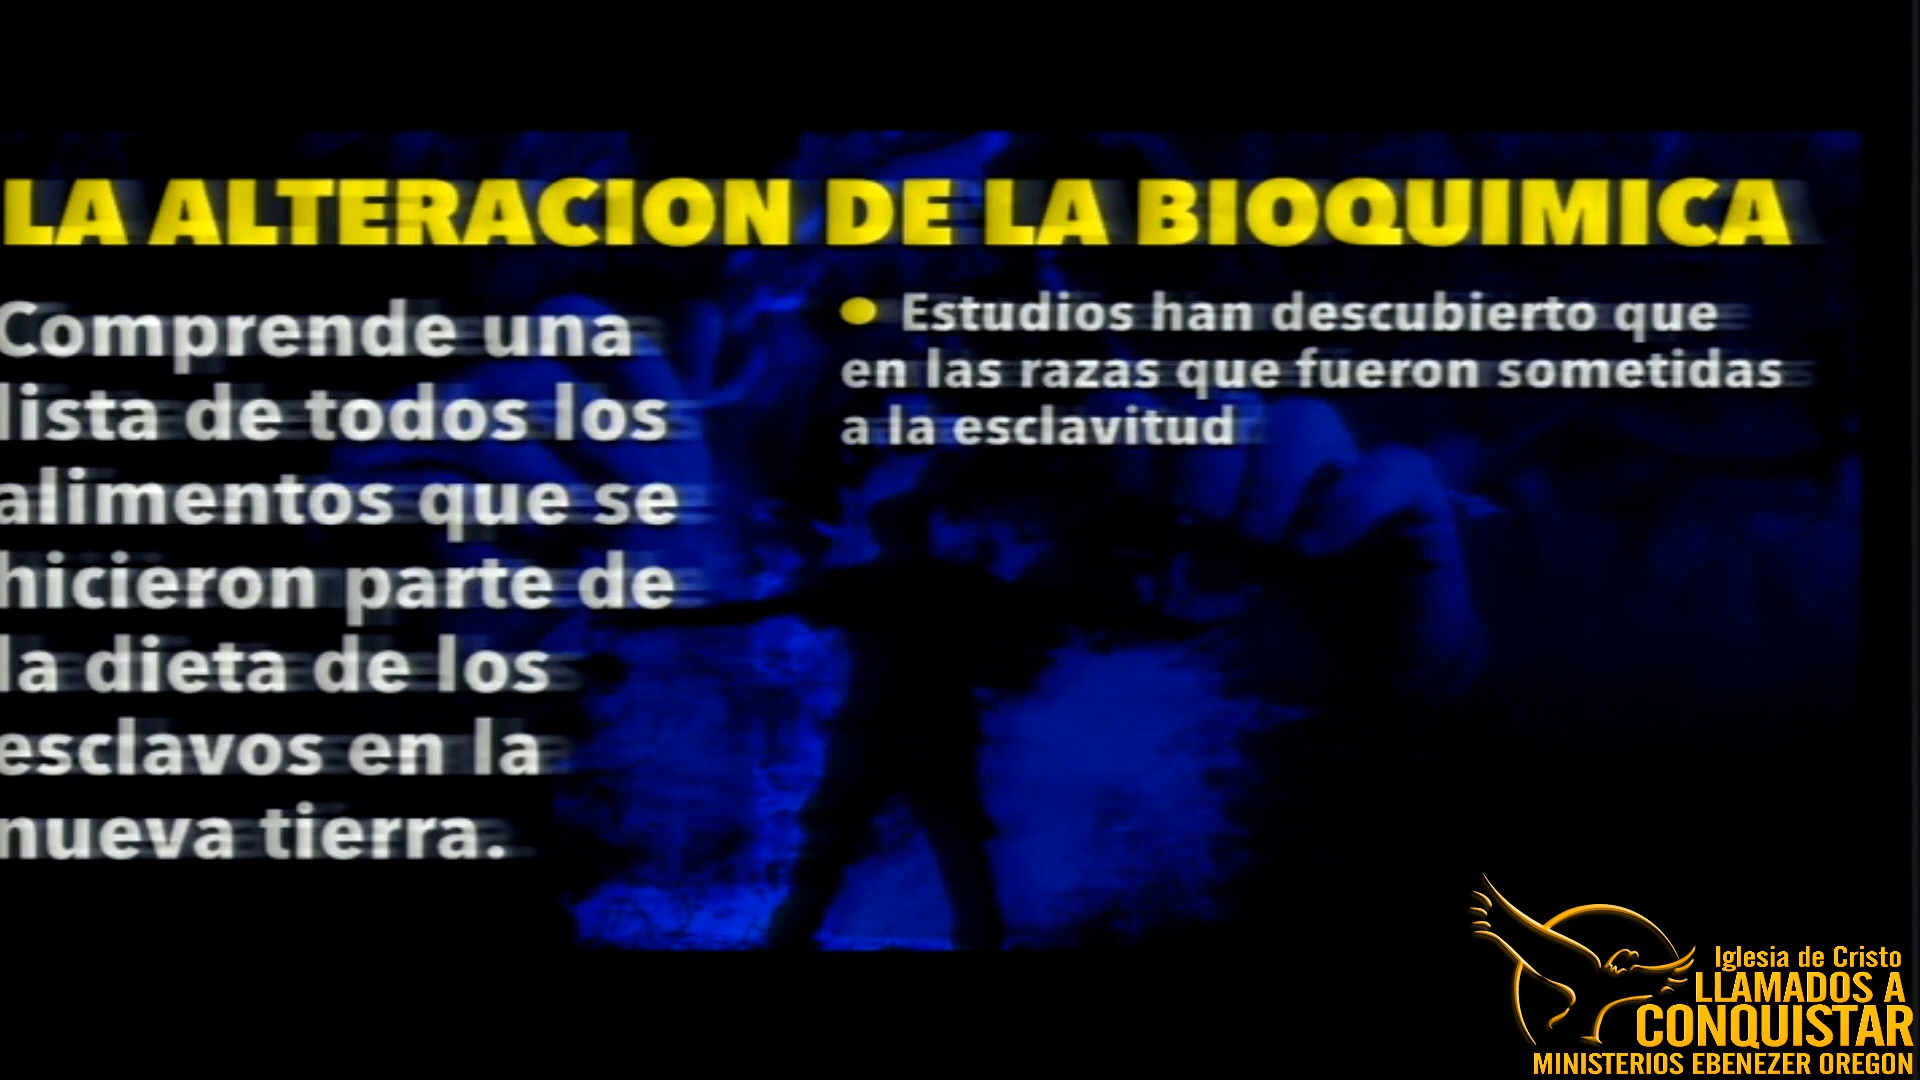 LA ALTERACION DE LA BIOQUIMICA
Comprende una
lista de todos los
alimentos que se
hicieron parte de
la dieta de los
esclavos en la
nueva tierra.
Estudios han descubierto que
en las razas que fueron sometidas
a la esclavitud
Iglesia de Cristo
LLAMADOS A
CONQUISTAR
MINISTERIOS EBENEZER OREGON